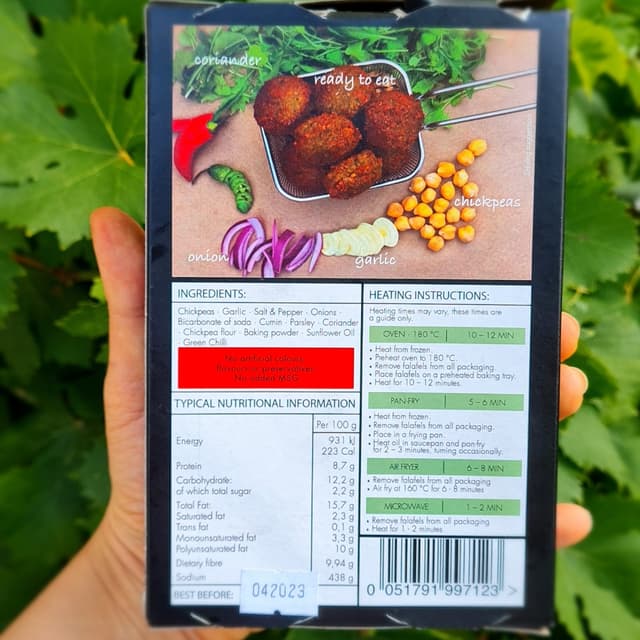 coriander
ready to eat
chickpeas
onion
garlic
INGREDIENTS:
Chickpeas · Garlic · Salt & Pepper · Onions ·
Bicarbonate of soda · Cumin · Parsley · Coriander
· Chickpea flour · Baking powder · Sunflower Oil
· Green Chilli
No artificial colours,
flavours or preservatives
No added MSG
TYPICAL NUTRITIONAL INFORMATION
Per 100 g
Energy 931 kJ
223 Cal
Protein 8,7 g
Carbohydrate: 12,2 g
of which total sugar 2,2 g
Total Fat: 15,7 g
Saturated fat 2,3 g
Trans fat 0,1 g
Monounsaturated fat 3,3 g
Polyunsaturated fat 10 g
Dietary fibre 9,94 g
Sodium 438 g
BEST BEFORE: 042023
HEATING INSTRUCTIONS:
Heating times may vary, these times are
a guide only.
OVEN - 180 °C | 10 – 12 MIN
• Heat from frozen.
• Preheat oven to 180 °C.
• Remove falafels from all packaging.
• Place falafels on a preheated baking tray.
• Heat for 10 – 12 minutes.
PAN-FRY | 5 – 6 MIN
• Heat from frozen.
• Remove falafels from all packaging.
• Place in a frying pan.
• Heat oil in saucepan and pan-fry
for 2 – 3 minutes, turning occasionally.
AIR FRYER | 6 – 8 MIN
• Remove falafels from all packaging
• Air fry at 160 °C for 6 - 8 minutes
MICROWAVE | 1 – 2 MIN
• Remove falafels from all packaging
• Heat for 1 - 2 minutes
0 051791 997123 >